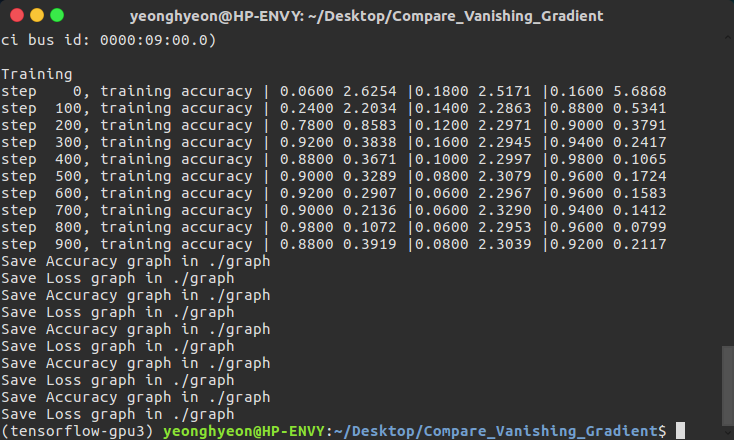 yeonghyeon@HP-ENVY: ~/Desktop/Compare_Vanishing_Gradient
ci bus id: 0000:09:00.0)
Training
step    0, training accuracy | 0.0600 2.6254 |0.1800 2.5171 |0.1600 5.6868
step  100, training accuracy | 0.2400 2.2034 |0.1400 2.2863 |0.8800 0.5341
step  200, training accuracy | 0.7800 0.8583 |0.1200 2.2971 |0.9000 0.3791
step  300, training accuracy | 0.9200 0.3838 |0.1600 2.2945 |0.9400 0.2417
step  400, training accuracy | 0.8800 0.3671 |0.1000 2.2997 |0.9800 0.1065
step  500, training accuracy | 0.9000 0.3289 |0.0800 2.3079 |0.9600 0.1724
step  600, training accuracy | 0.9200 0.2907 |0.0600 2.2967 |0.9600 0.1583
step  700, training accuracy | 0.9000 0.2136 |0.0600 2.3290 |0.9400 0.1412
step  800, training accuracy | 0.9800 0.1072 |0.0600 2.2953 |0.9600 0.0799
step  900, training accuracy | 0.8800 0.3919 |0.0800 2.3039 |0.9200 0.2117
Save Accuracy graph in ./graph
Save Loss graph in ./graph
Save Accuracy graph in ./graph
Save Loss graph in ./graph
Save Accuracy graph in ./graph
Save Loss graph in ./graph
Save Accuracy graph in ./graph
Save Loss graph in ./graph
Save Accuracy graph in ./graph
Save Loss graph in ./graph
(tensorflow-gpu3) yeonghyeon@HP-ENVY:~/Desktop/Compare_Vanishing_Gradient$